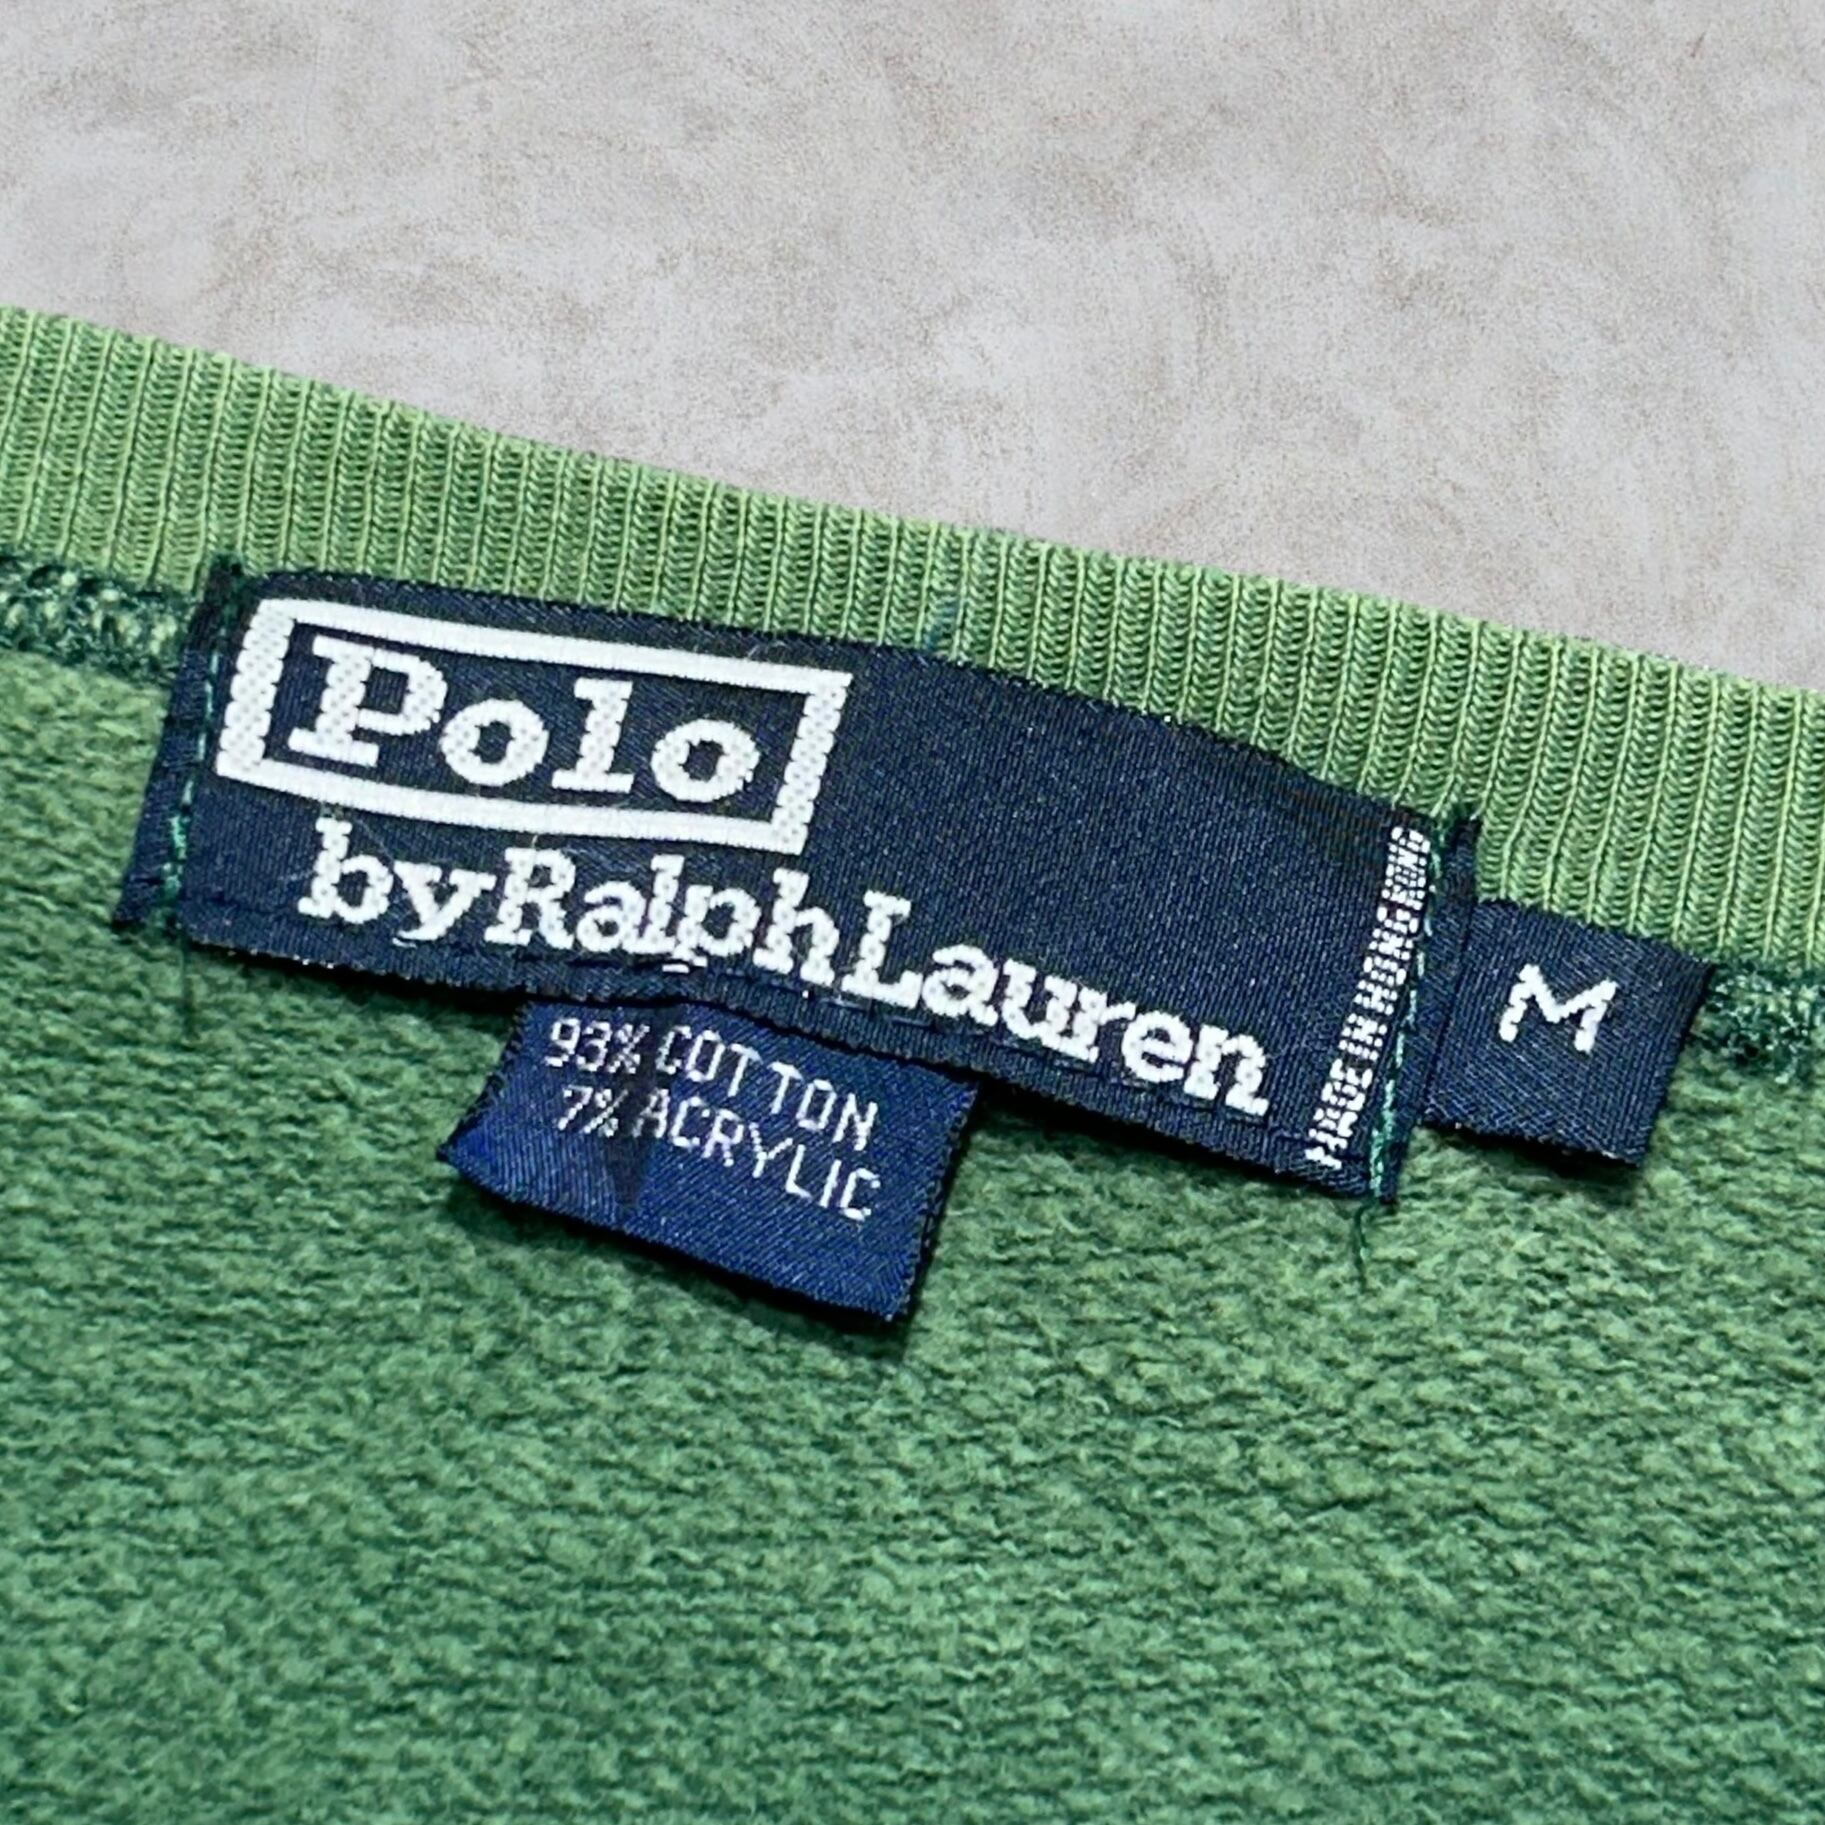 Polo
by Ralph Lauren
MADE IN HONG KONG
M
93% COTTON
7% ACRYLIC